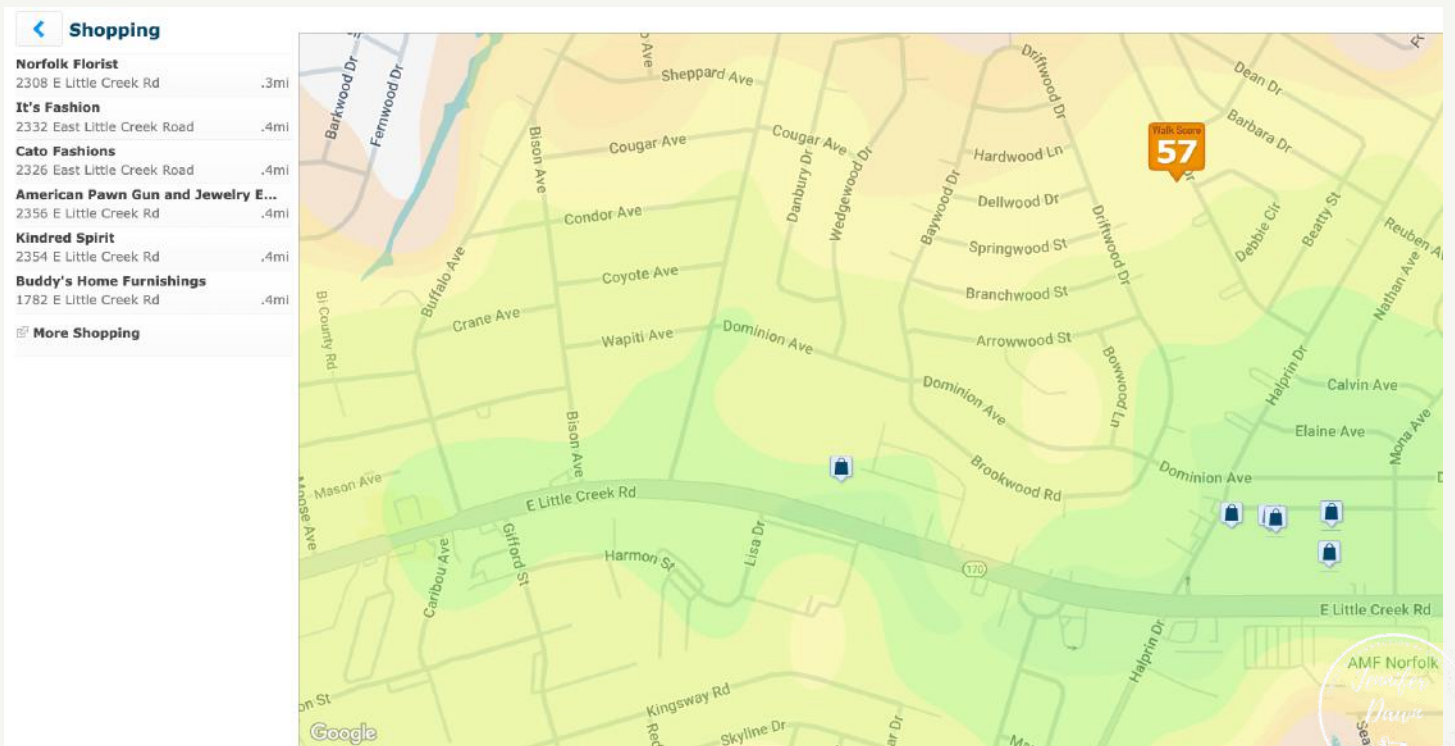 Shopping
Norfolk Florist
2308 E Little Creek Rd .3mi
It's Fashion
2332 East Little Creek Road .4mi
Cato Fashions
2326 East Little Creek Road .4mi
American Pawn Gun and Jewelry E...
2356 E Little Creek Rd .4mi
Kindred Spirit
2354 E Little Creek Rd .4mi
Buddy's Home Furnishings
1782 E Little Creek Rd .4mi
More Shopping
Barkwood Dr
Fernwood Dr
Sheppard Ave
Driftwood Dr
Dean Dr
Barbara Dr
Walk Score
57
Bison Ave
Cougar Ave
Cougar Ave
Danbury Dr
Wedgewood Dr
Baywood Dr
Hardwood Ln
Dellwood Dr
Driftwood Dr
Springwood St
Debbie Cir
Beatty St
Reuben A
Nathan Ave
Condor Ave
Coyote Ave
Buffalo Ave
Crane Ave
Bi County Rd
Wapiti Ave
Dominion Ave
Branchwood St
Arrowwood St
Bowwood Ln
Halprin Dr
Calvin Ave
Elaine Ave
Mona Ave
Dominion Ave
Bison Ave
Brookwood Rd
Dominion Ave
Mason Ave
Moose Ave
E Little Creek Rd
Gifford St
Caribou Ave
Harmon St
Lisa Dr
170
E Little Creek Rd
Halprin Dr
AMF Norfolk
Jennifer
Dawn
on St
Kingsway Rd
Skyline Dr
Google